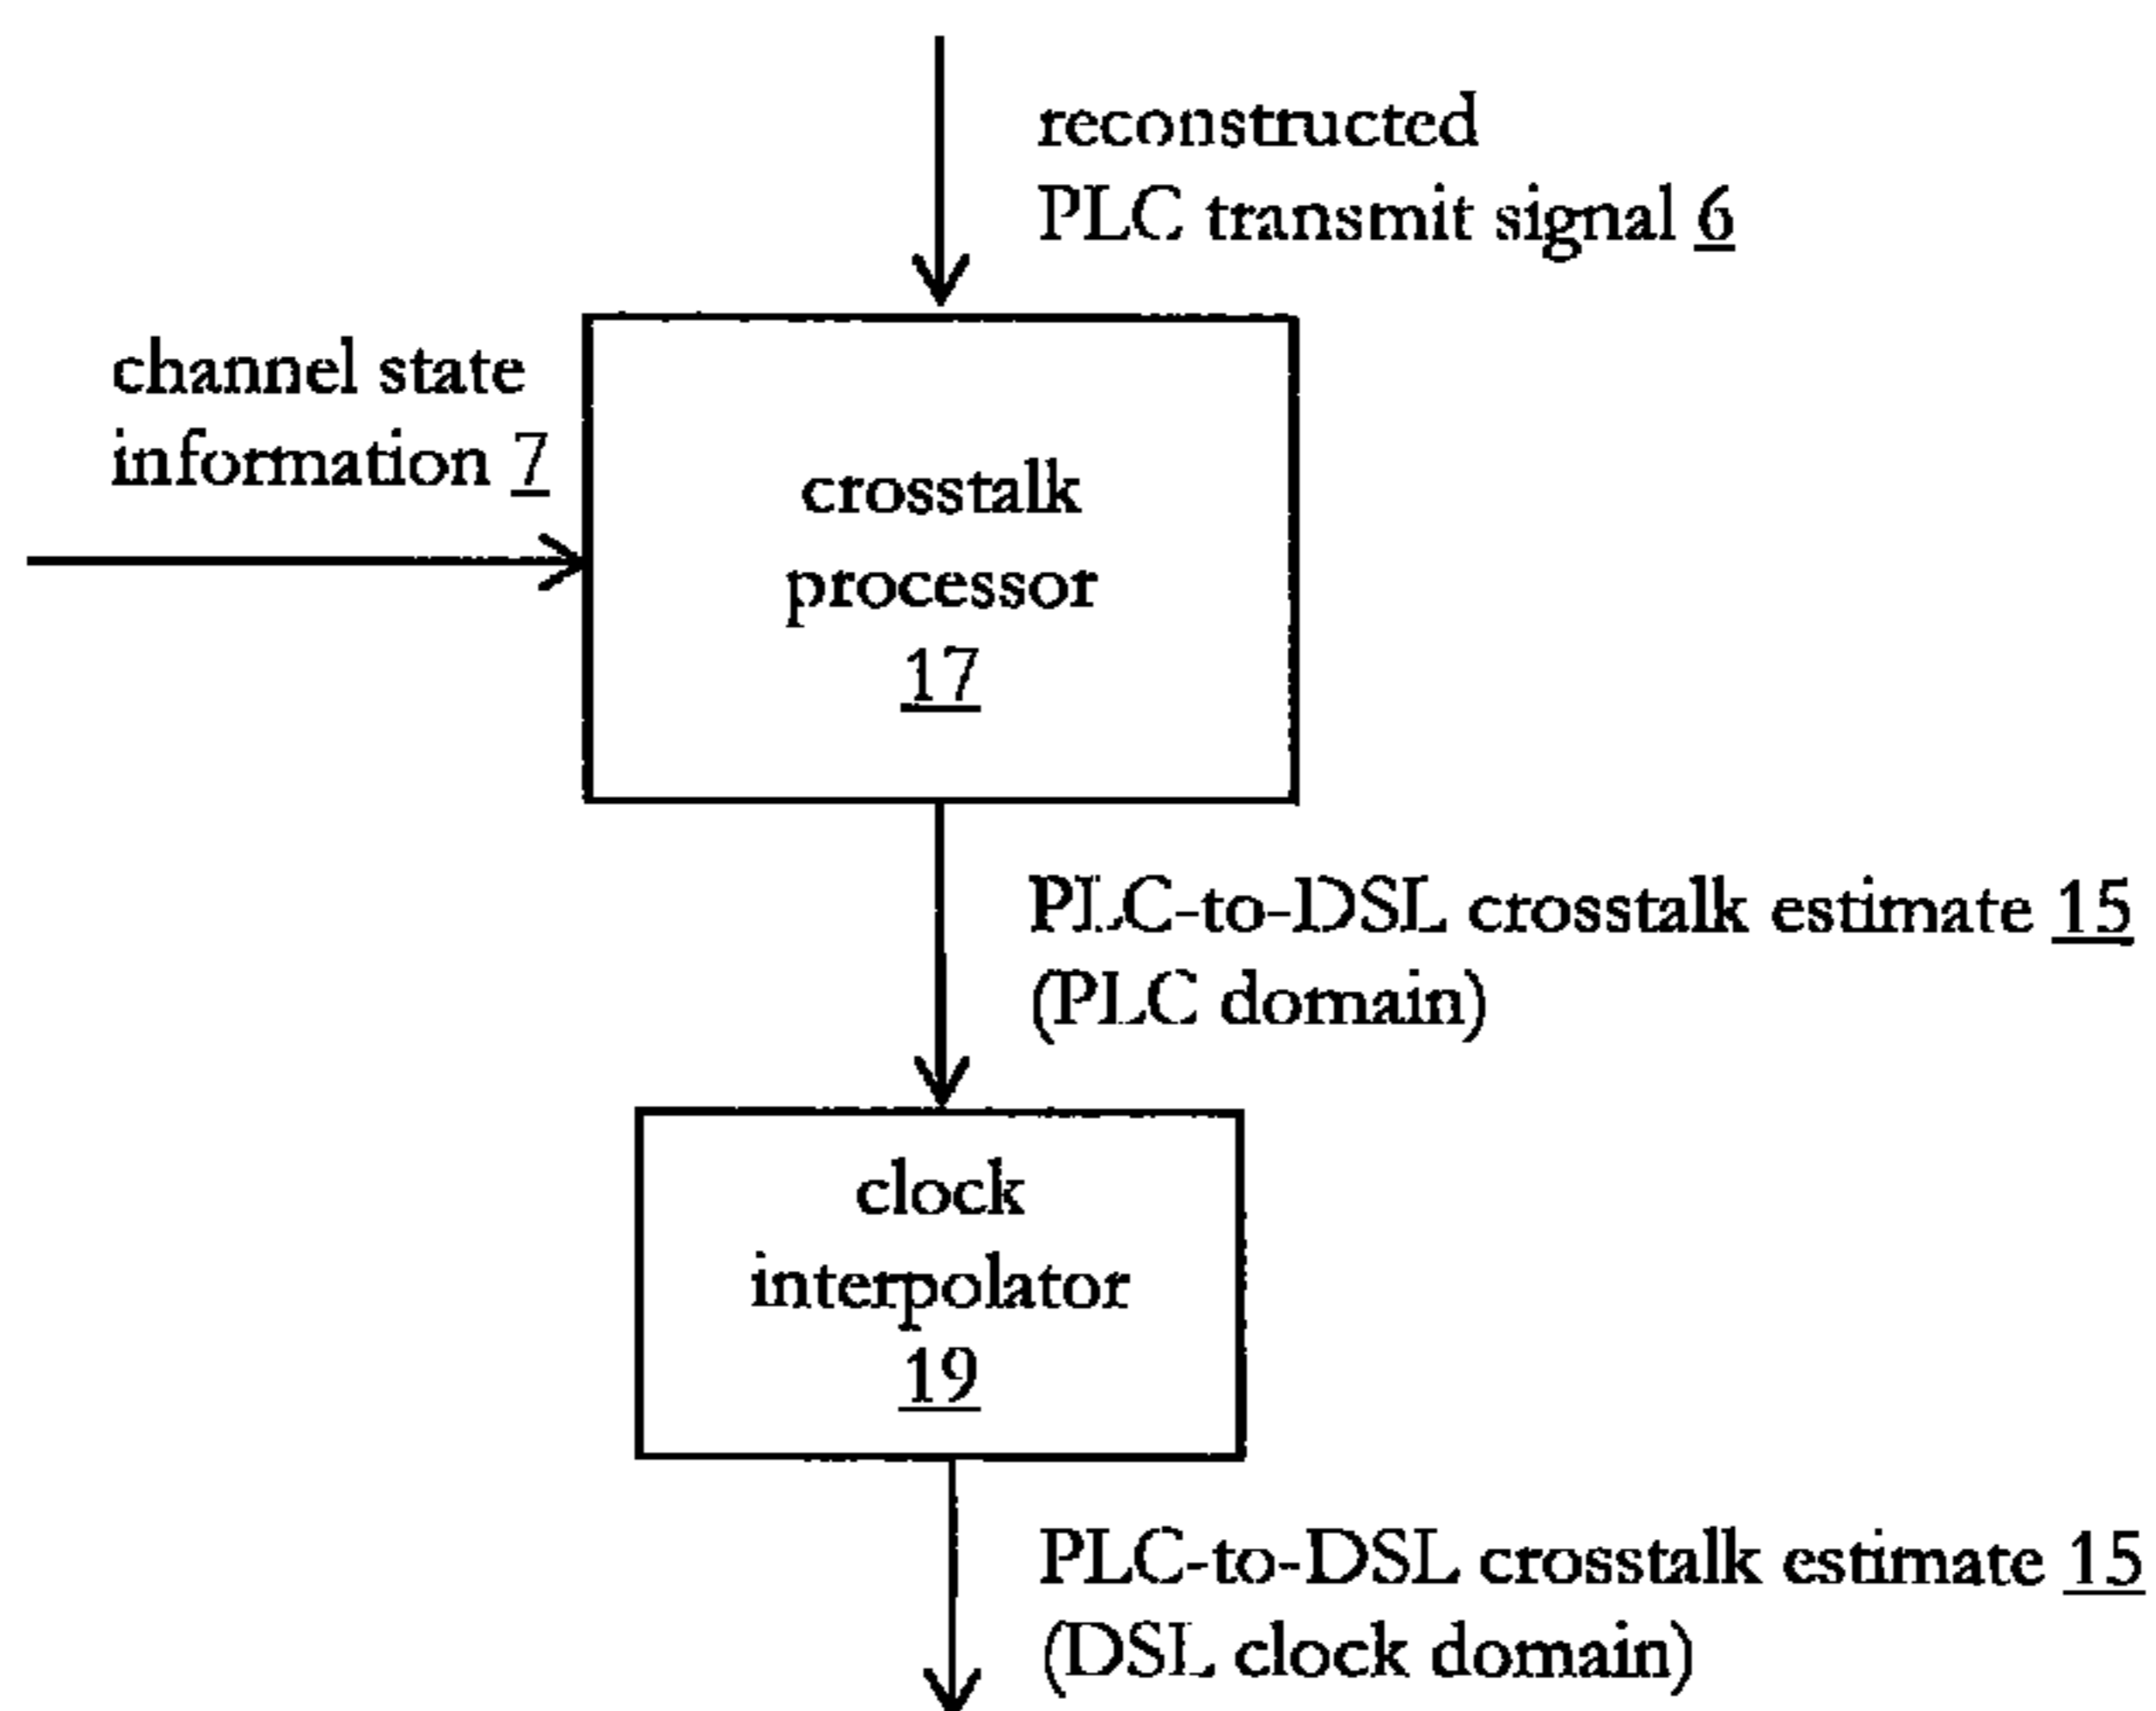 reconstructed
PLC transmit signal 6
channel state
information 7
crosstalk
processor
17
PLC-to-DSL crosstalk estimate 15
(PLC domain)
clock
interpolator
19
PLC-to-DSL crosstalk estimate 15
(DSL clock domain)